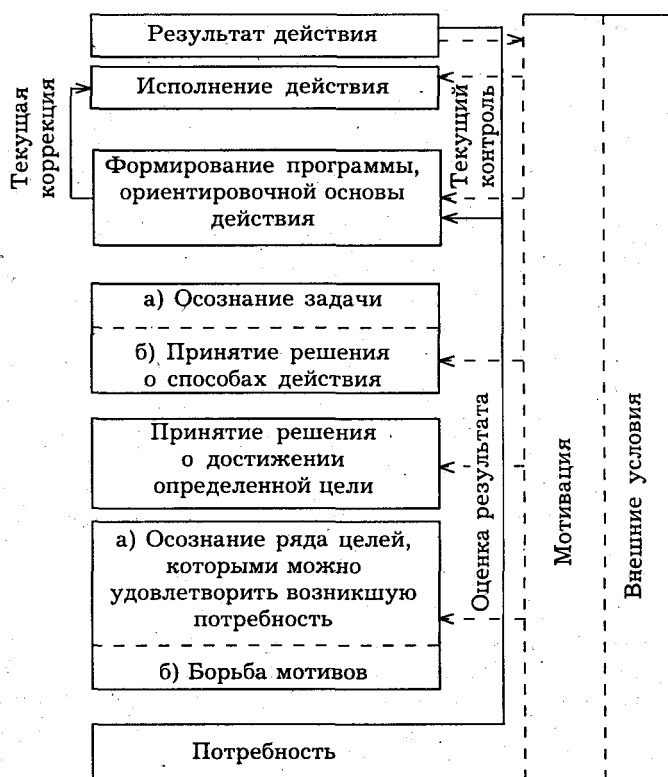 Результат действия
Исполнение действия
Текущая
коррекция
Текущий
контроль
Формирование программы,
ориентировочной основы
действия
а) Осознание задачи
б) Принятие решения
о способах действия
Принятие решения
о достижении
определенной цели
а) Осознание ряда целей,
которыми можно
удовлетворить возникшую
потребность
б) Борьба мотивов
Потребность
Оценка результата
Мотивация
Внешние условия